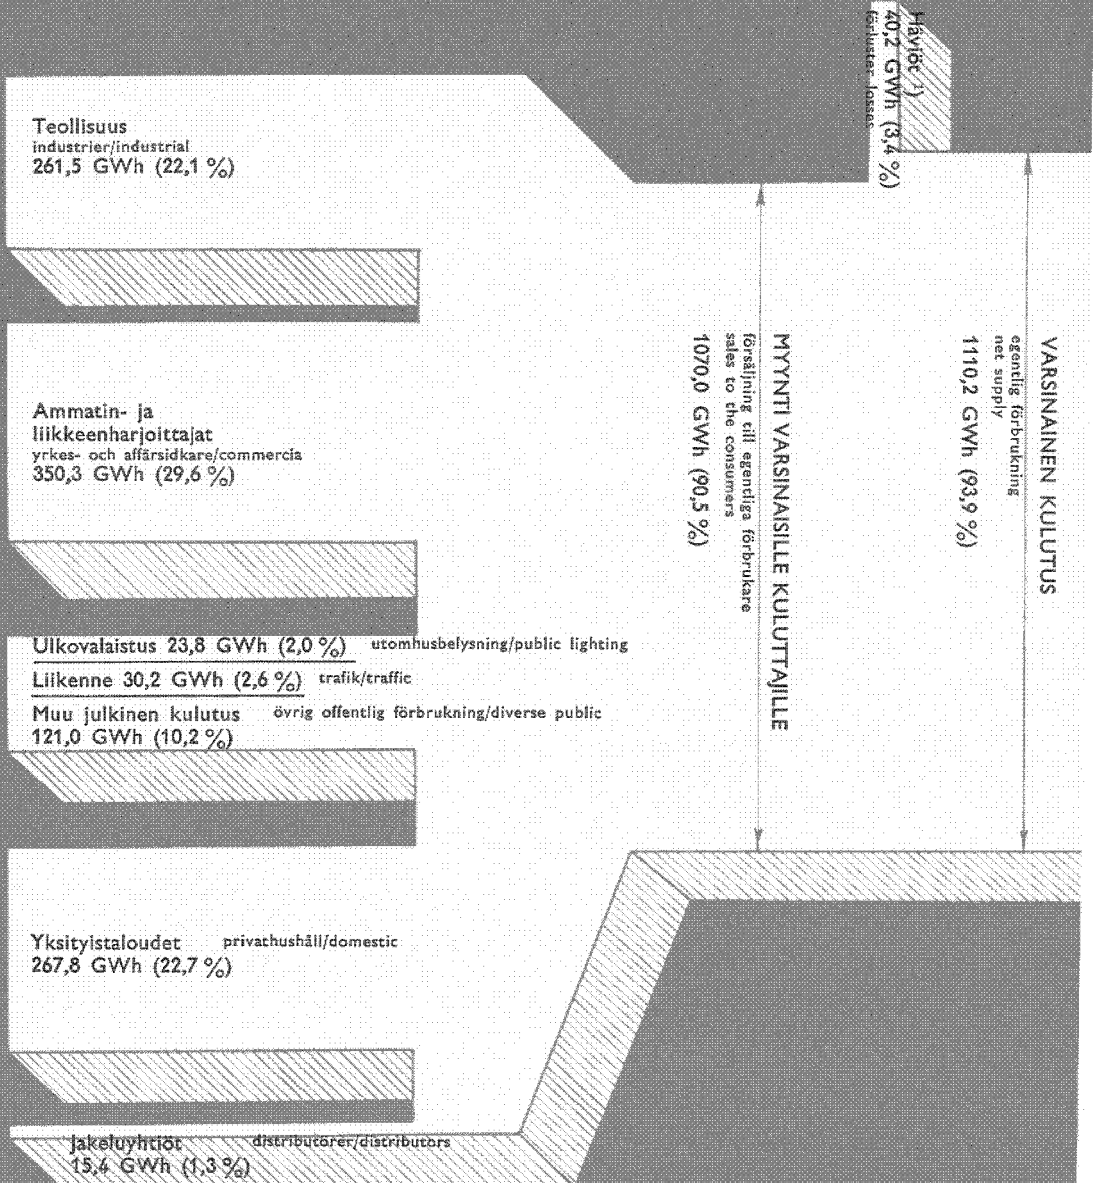 Häviöt ¹)
40,2 GWh (3,4 %)
förluster losses
Teollisuus
industrier/industrial
261,5 GWh (22,1 %)
VARSINAINEN KULUTUS
egentlig förbrukning
net supply
1110,2 GWh (93,9 %)
MYYNTI VARSINAISILLE KULUTTAJILLE
försäljning till egentliga förbrukare
sales to the consumers
1070,0 GWh (90,5 %)
Ammatin- ja
liikkeenharjoittajat
yrkes- och affärsidkare/commercia
350,3 GWh (29,6 %)
Ulkovalaistus 23,8 GWh (2,0 %) utomhusbelysning/public lighting
Liikenne 30,2 GWh (2,6 %) trafik/traffic
Muu julkinen kulutus övrig offentlig förbrukning/diverse public
121,0 GWh (10,2 %)
Yksityistaloudet privathushåll/domestic
267,8 GWh (22,7 %)
Jakeluyhtiöt distributörer/distributors
15,4 GWh (1,3 %)